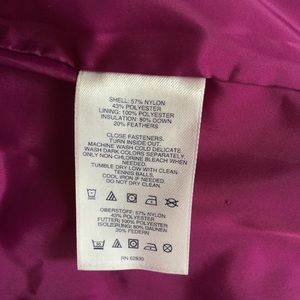 SHELL: 57% NYLON
43% POLYESTER
LINING: 100% POLYESTER
INSULATION: 80% DOWN
20% FEATHERS
CLOSE FASTENERS.
TURN INSIDE OUT.
MACHINE WASH COLD DELICATE.
WASH DARK COLORS SEPARATELY
ONLY NON-CHLORINE BLEACH WHEN
NEEDED.
TUMBLE DRY LOW WITH CLEAN
TENNIS BALLS.
COOL IRON IF NEEDED.
DO NOT DRY CLEAN.
OBERSTOFF: 57% NYLON
43% POLYESTER
FUTTER: 100% POLYESTER
ISOLIERUNG: 80% DAUNEN
20% FEDERN
RN 62830